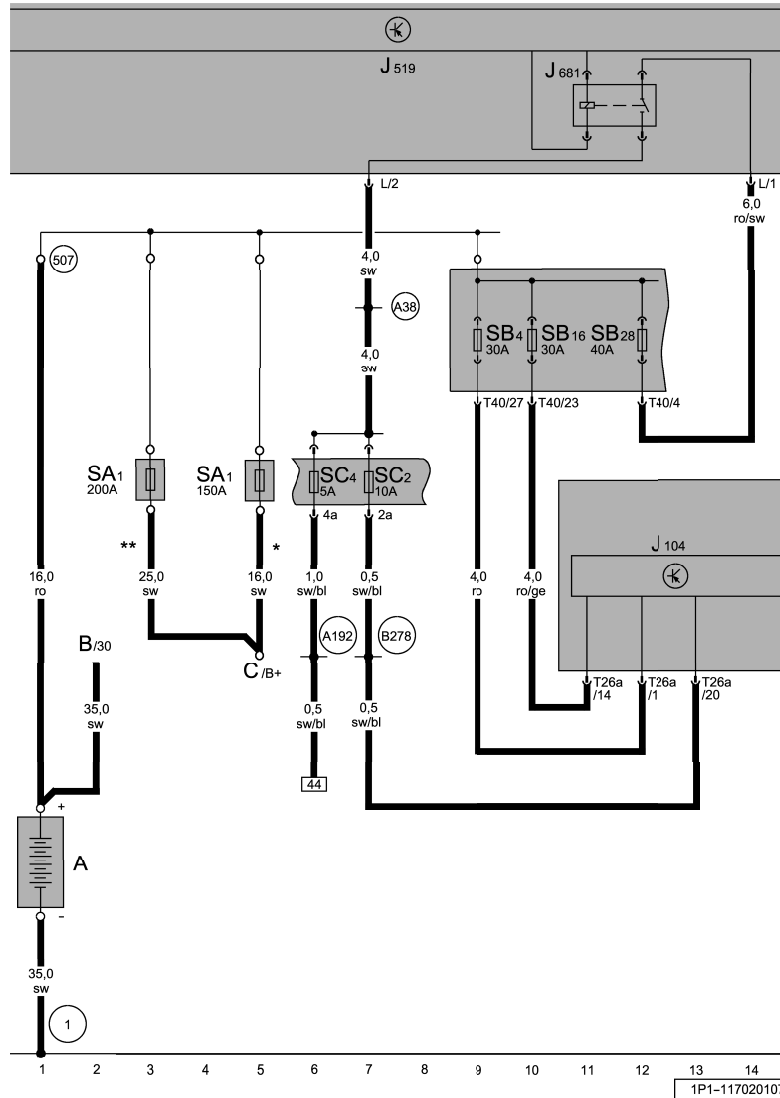 J 519
J 681
L/2
L/1
6,0
ro/sw
507
4,0
sw
A38
4,0
sw
SB4
30A
SB16
30A
SB28
40A
T40/27
T40/23
T40/4
SA1
200A
SA1
150A
SC4
5A
SC2
10A
4a
2a
**
*
J 104
16,0
ro
25,0
sw
16,0
sw
1,0
sw/bl
0,5
sw/bl
4,0
ro
4,0
ro/ge
A192
B278
B/30
C/B+
T26a
/14
T26a
/1
T26a
/20
35,0
sw
0,5
sw/bl
0,5
sw/bl
44
+
A
-
35,0
sw
1
1 2 3 4 5 6 7 8 9 10 11 12 13 14
1P1-11702010